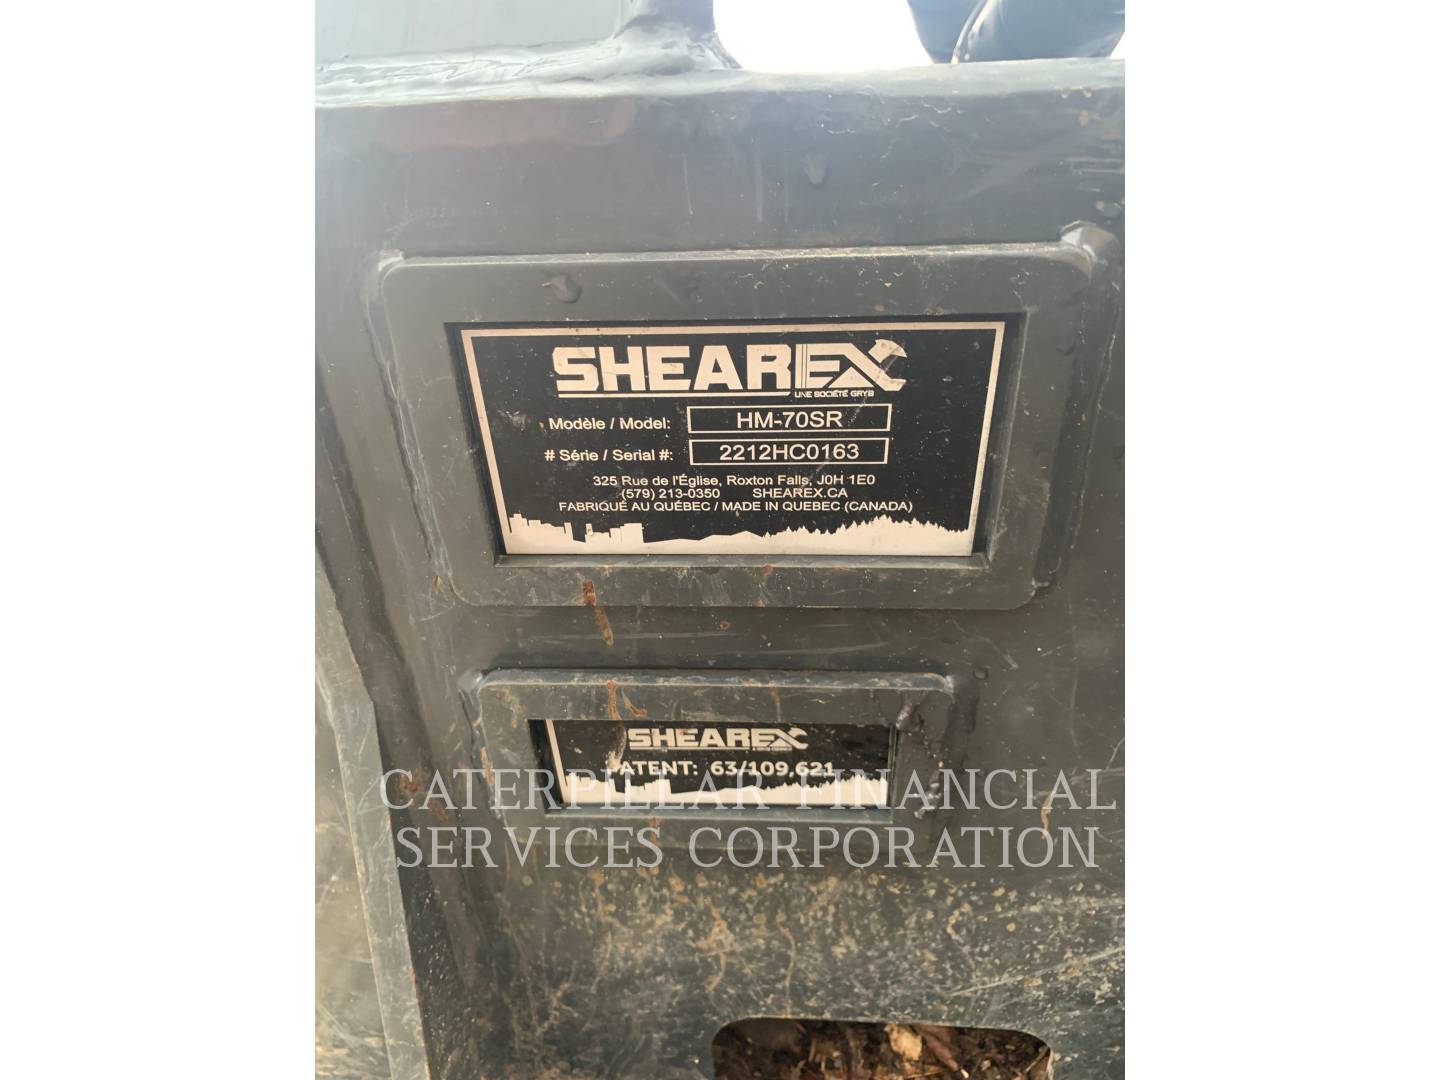 SHEAREX
UNE SOCIÉTÉ GRYB
Modèle / Model: HM-70SR
# Série / Serial #: 2212HC0163
325 Rue de l'Église, Roxton Falls, J0H 1E0
(579) 213-0350 SHEAREX.CA
FABRIQUÉ AU QUÉBEC / MADE IN QUEBEC (CANADA)
SHEAREX
PATENT: 63/109,621
CATERPILLAR FINANCIAL
SERVICES CORPORATION